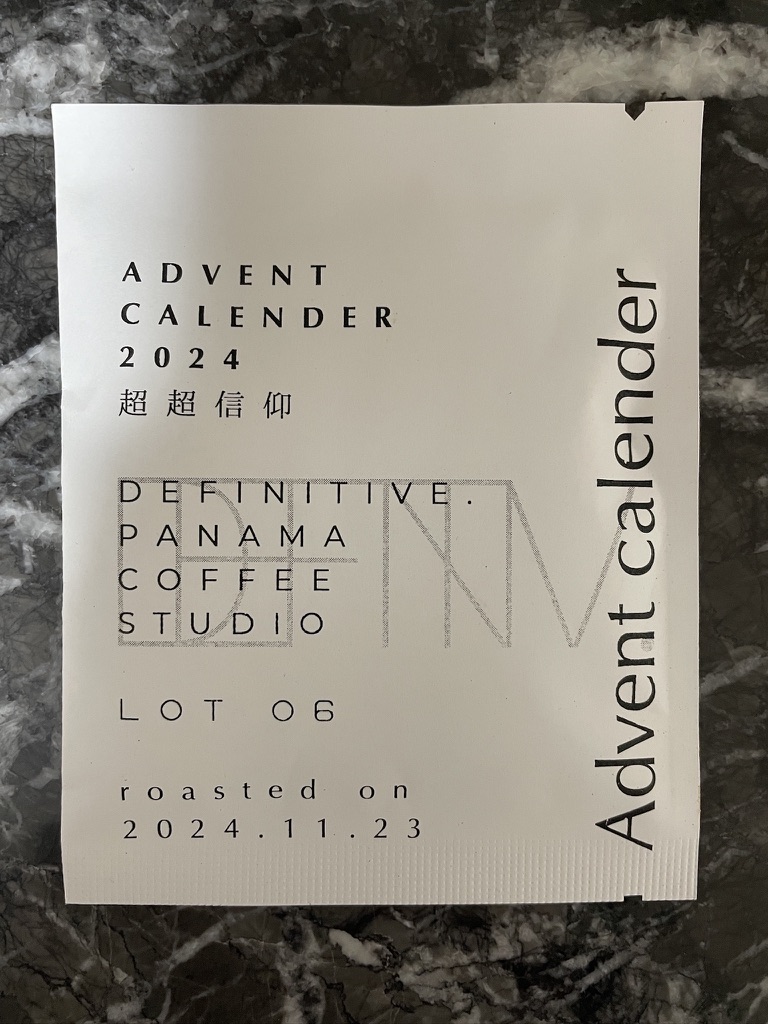 ADVENT
CALENDER
2024
超超信仰
DEFINITIVE.
PANAMA
COFFEE
STUDIO
LOT 06
roasted on
2024.11.23
Advent calender